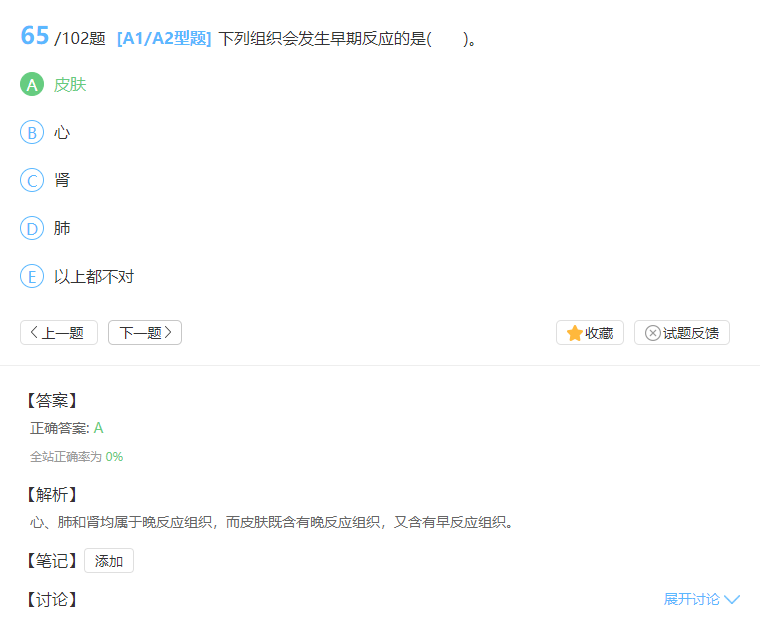 65 /102题 [A1/A2型题] 下列组织会发生早期反应的是(　　)。
A 皮肤
B 心
C 肾
D 肺
E 以上都不对
上一题 下一题 收藏 试题反馈
【答案】
正确答案: A
全站正确率为 0%
【解析】
心、肺和肾均属于晚反应组织，而皮肤既含有晚反应组织，又含有早反应组织。
【笔记】 添加
【讨论】 展开讨论